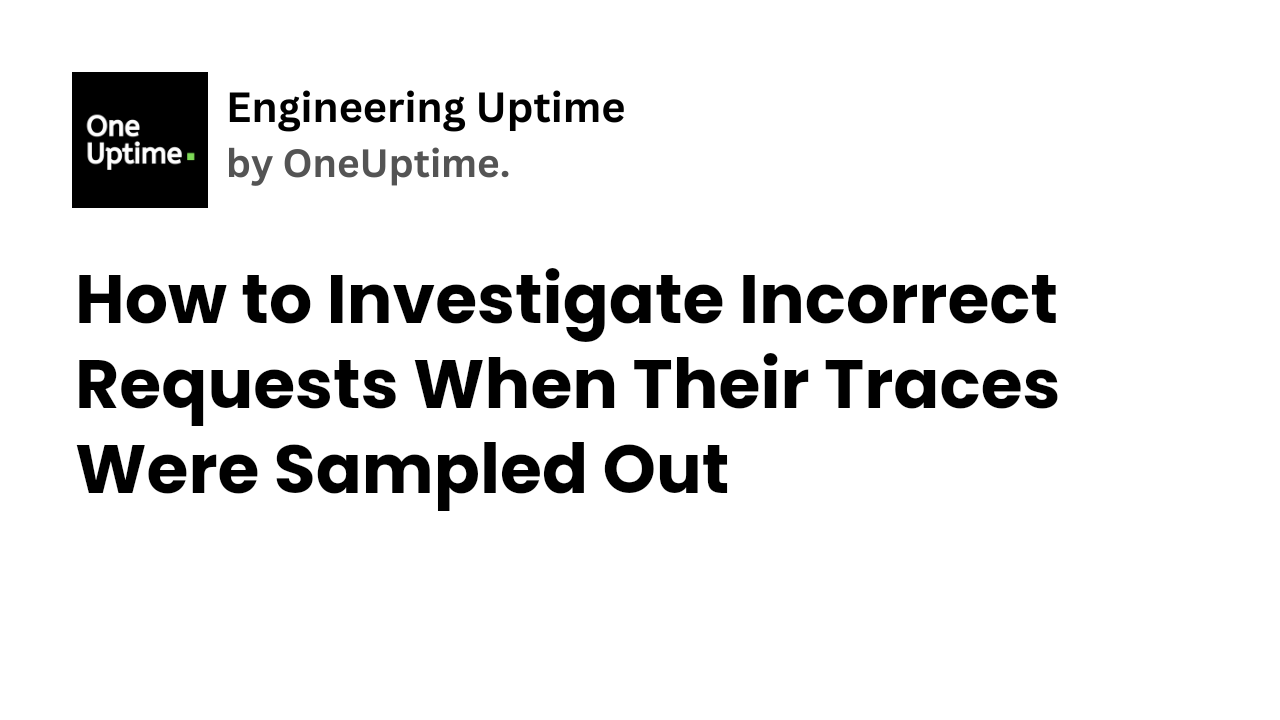 One
Uptime.
Engineering Uptime
by OneUptime.
How to Investigate Incorrect
Requests When Their Traces
Were Sampled Out